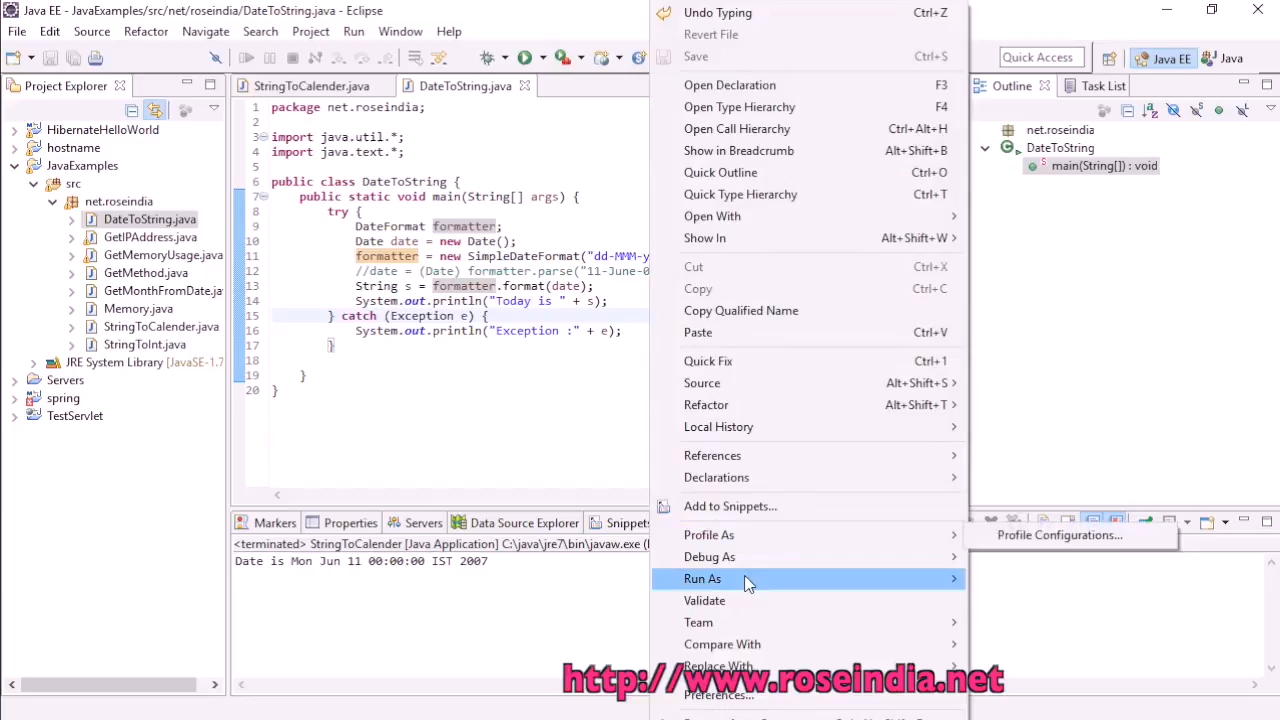 Java EE - JavaExamples/src/net/roseindia/DateToString.java - Eclipse
File Edit Source Refactor Navigate Search Project Run Window Help
Quick Access
Java EE
Java
Project Explorer
HibernateHelloWorld
hostname
JavaExamples
src
net.roseindia
DateToString.java
GetIPAddress.java
GetMemoryUsage.java
GetMethod.java
GetMonthFromDate.ja
Memory.java
StringToCalender.java
StringToInt.java
JRE System Library [JavaSE-1.7
Servers
spring
TestServlet
StringToCalender.java
DateToString.java
1 package net.roseindia;
2
3 import java.util.*;
4 import java.text.*;
5
6 public class DateToString {
7 public static void main(String[] args) {
8 try {
9 DateFormat formatter;
10 Date date = new Date();
11 formatter = new SimpleDateFormat("dd-MMM-y
12 //date = (Date) formatter.parse("11-June-0
13 String s = formatter.format(date);
14 System.out.println("Today is " + s);
15 } catch (Exception e) {
16 System.out.println("Exception :" + e);
17 }
18
19 }
20 }
Markers Properties Servers Data Source Explorer Snippets
<terminated> StringToCalender [Java Application] C:\java\jre7\bin\javaw.exe (
Date is Mon Jun 11 00:00:00 IST 2007
Undo Typing Ctrl+Z
Revert File
Save Ctrl+S
Open Declaration F3
Open Type Hierarchy F4
Open Call Hierarchy Ctrl+Alt+H
Show in Breadcrumb Alt+Shift+B
Quick Outline Ctrl+O
Quick Type Hierarchy Ctrl+T
Open With
Show In Alt+Shift+W
Cut Ctrl+X
Copy Ctrl+C
Copy Qualified Name
Paste Ctrl+V
Quick Fix Ctrl+1
Source Alt+Shift+S
Refactor Alt+Shift+T
Local History
References
Declarations
Add to Snippets...
Profile As
Debug As
Run As
Validate
Team
Compare With
Replace With
Preferences...
Profile Configurations...
Outline
Task List
net.roseindia
DateToString
main(String[]) : void
http://www.roseindia.net